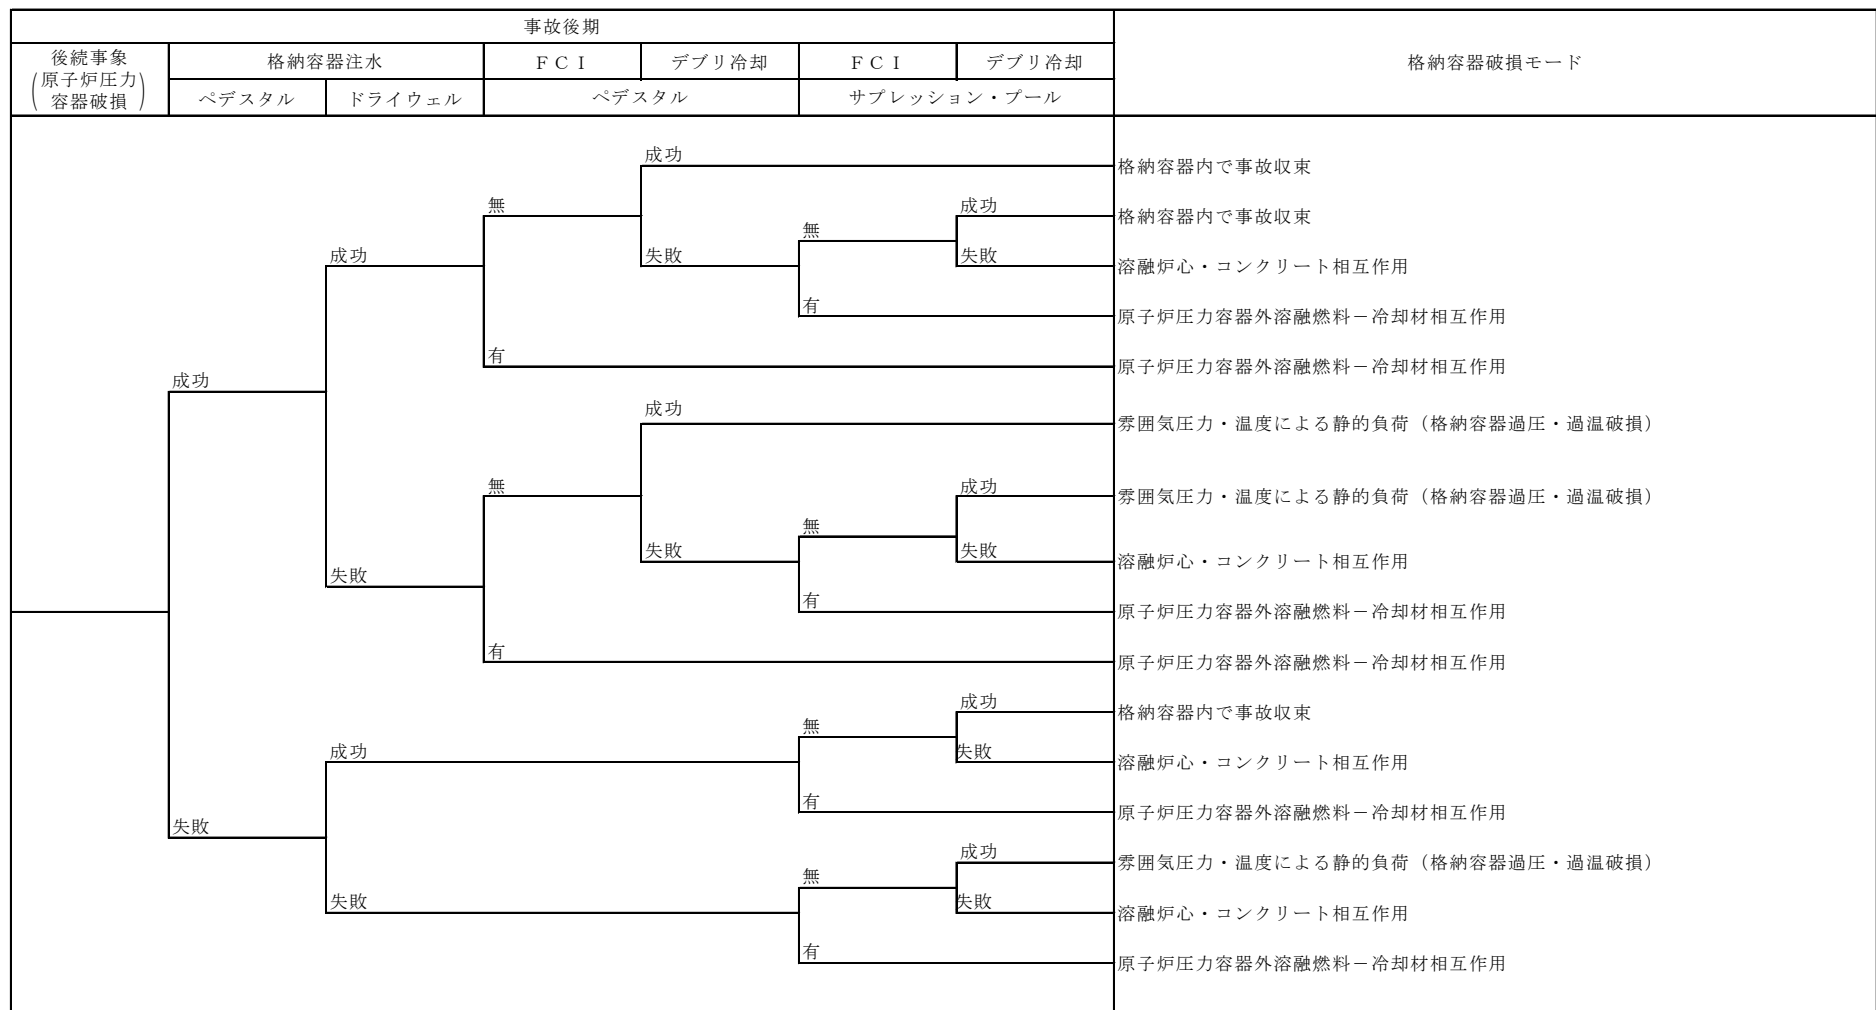 事故後期
後続事象
(原子炉圧力)
容器破損
格納容器注水
ＦＣＩ
デブリ冷却
ＦＣＩ
デブリ冷却
格納容器破損モード
ペデスタル
ドライウェル
ペデスタル
サプレッション・プール
成功
格納容器内で事故収束
無
成功
格納容器内で事故収束
無
成功
失敗
失敗
溶融炉心・コンクリート相互作用
有
原子炉圧力容器外溶融燃料－冷却材相互作用
有
原子炉圧力容器外溶融燃料－冷却材相互作用
成功
成功
雰囲気圧力・温度による静的負荷（格納容器過圧・過温破損）
無
成功
雰囲気圧力・温度による静的負荷（格納容器過圧・過温破損）
無
失敗
失敗
溶融炉心・コンクリート相互作用
失敗
有
原子炉圧力容器外溶融燃料－冷却材相互作用
有
原子炉圧力容器外溶融燃料－冷却材相互作用
成功
格納容器内で事故収束
無
成功
失敗
溶融炉心・コンクリート相互作用
有
原子炉圧力容器外溶融燃料－冷却材相互作用
失敗
成功
雰囲気圧力・温度による静的負荷（格納容器過圧・過温破損）
無
失敗
失敗
溶融炉心・コンクリート相互作用
有
原子炉圧力容器外溶融燃料－冷却材相互作用